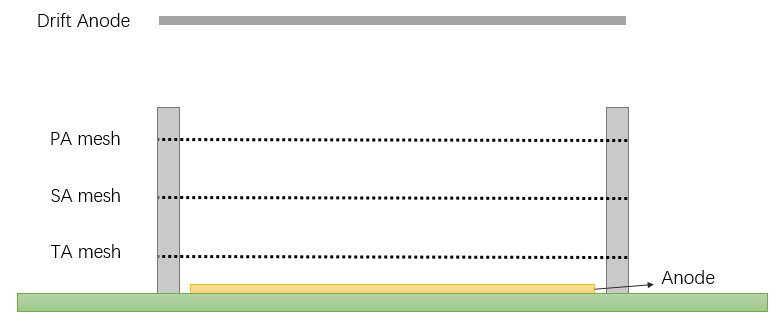 Drift Anode
PA mesh
SA mesh
TA mesh
Anode